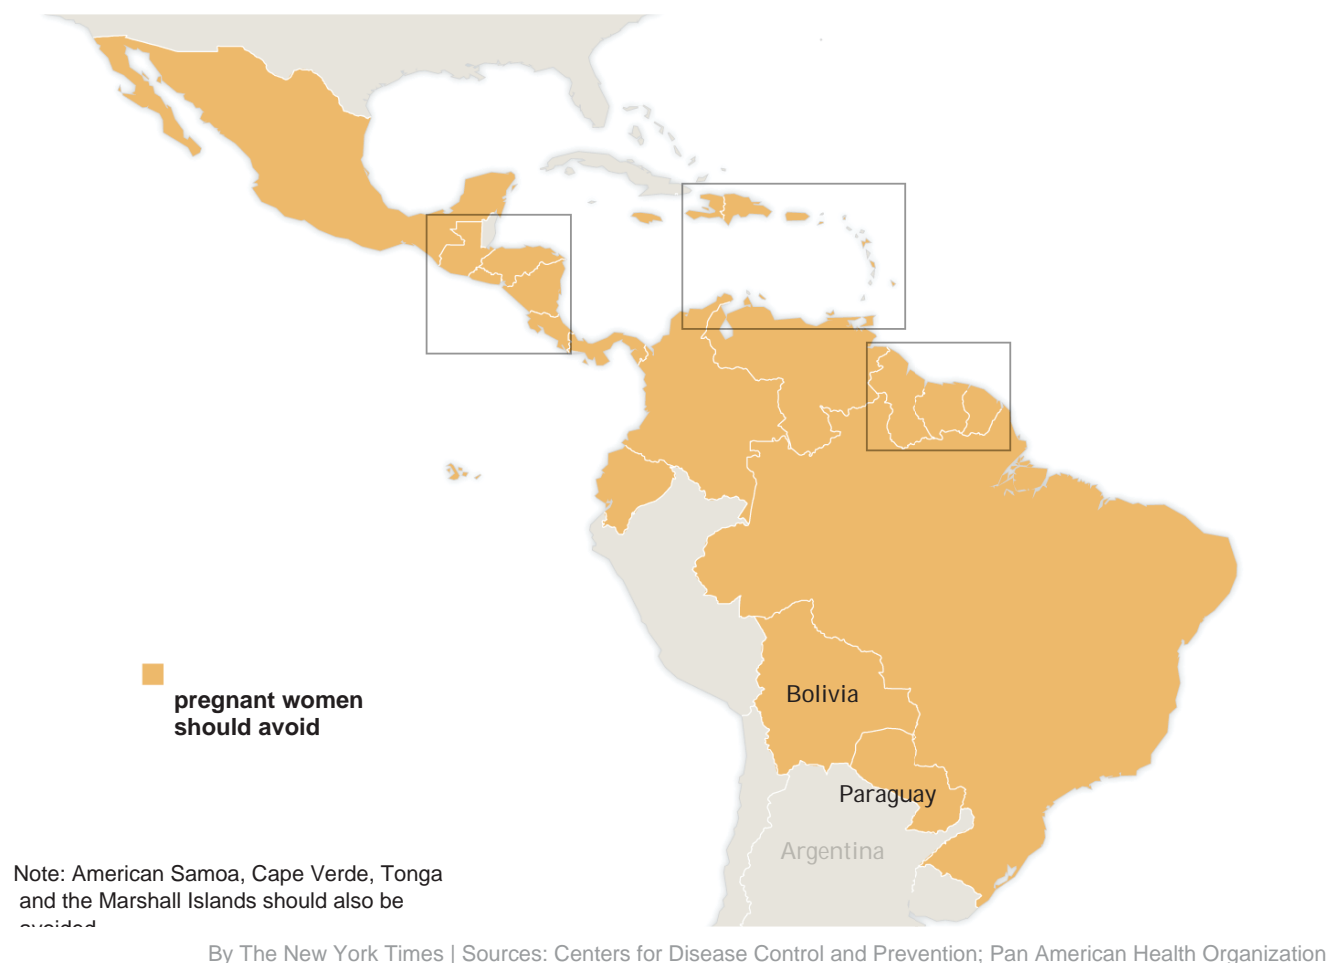 Bolivia
pregnant women
should avoid
Paraguay
Argentina
Note: American Samoa, Cape Verde, Tonga
and the Marshall Islands should also be
avoided
By The New York Times | Sources: Centers for Disease Control and Prevention; Pan American Health Organization